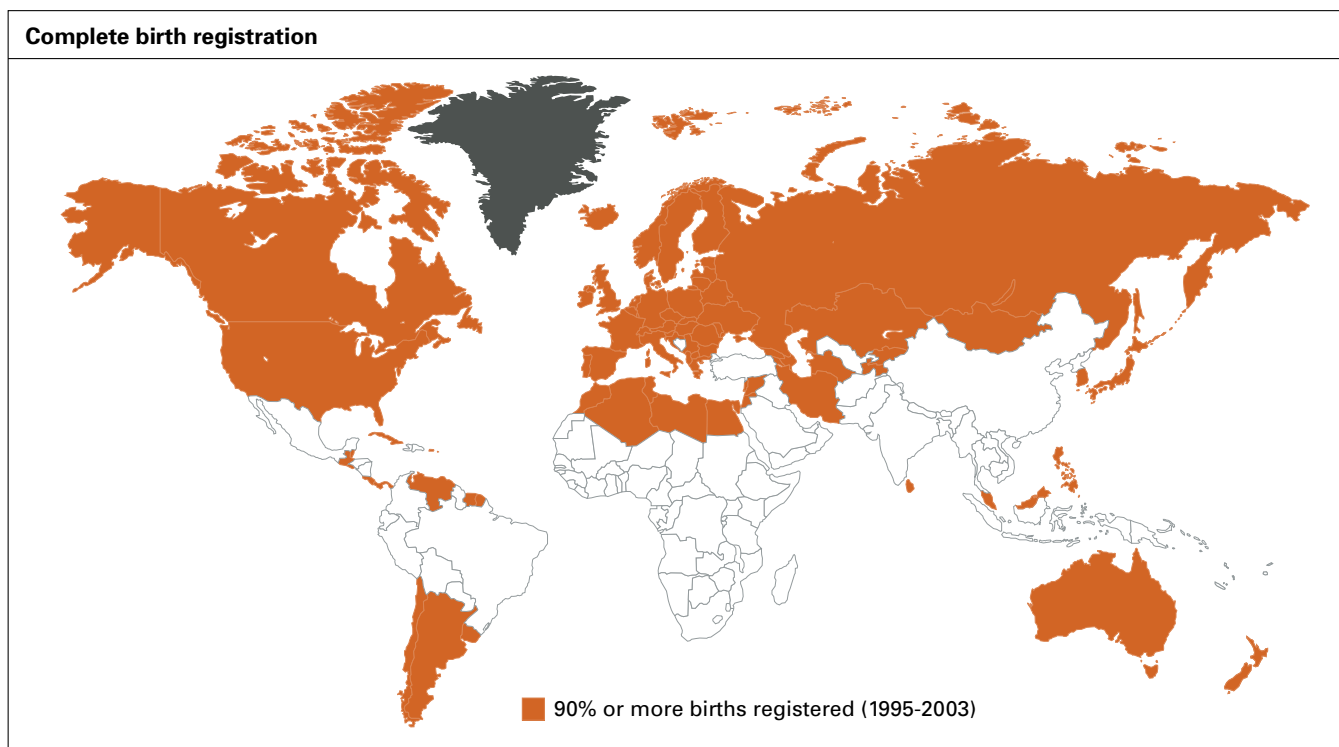 Complete birth registration
90% or more births registered (1995-2003)